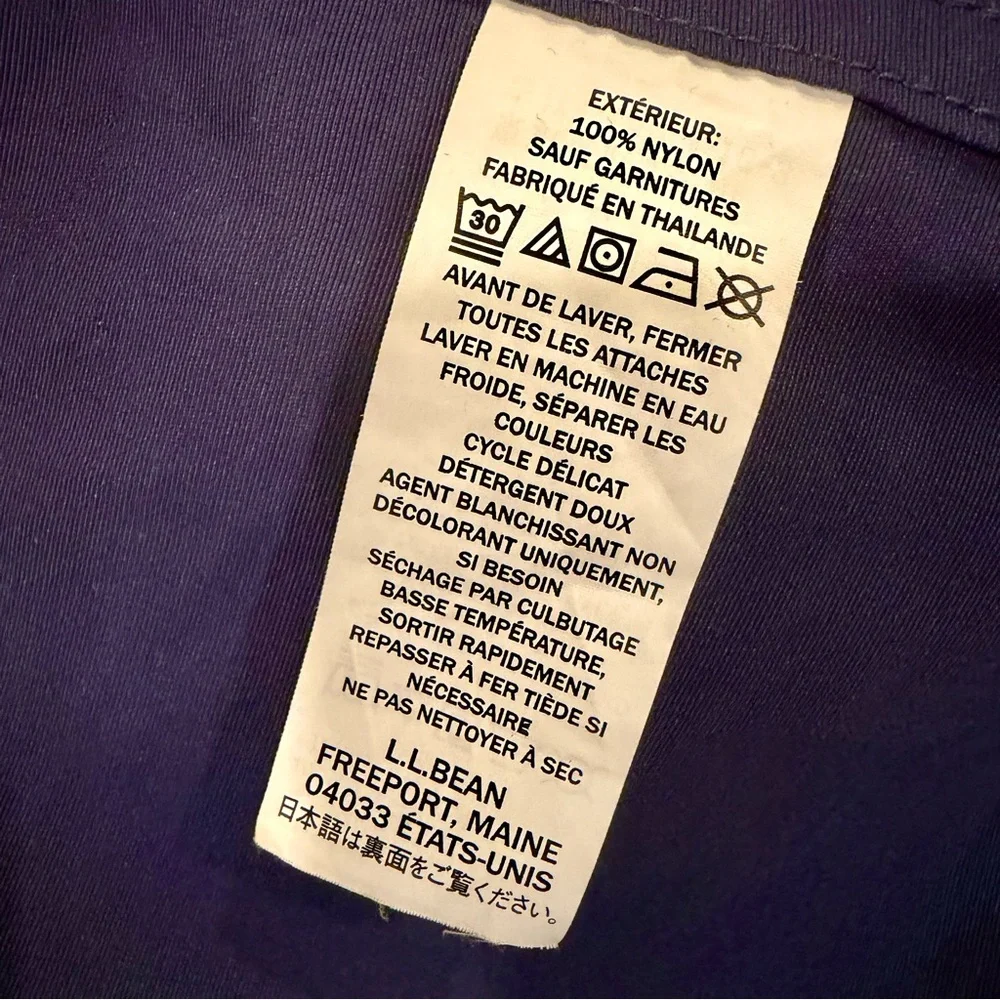 EXTÉRIEUR:
100% NYLON
SAUF GARNITURES
FABRIQUÉ EN THAILANDE
30
AVANT DE LAVER, FERMER
TOUTES LES ATTACHES
LAVER EN MACHINE EN EAU
FROIDE, SÉPARER LES
COULEURS
CYCLE DÉLICAT
DÉTERGENT DOUX
AGENT BLANCHISSANT NON
DÉCOLORANT UNIQUEMENT,
SI BESOIN
SÉCHAGE PAR CULBUTAGE
BASSE TEMPÉRATURE,
SORTIR RAPIDEMENT
REPASSER À FER TIÈDE SI
NÉCESSAIRE
NE PAS NETTOYER À SEC
L.L.BEAN
FREEPORT, MAINE
04033 ÉTATS-UNIS
日本語は裏面をご覧ください。